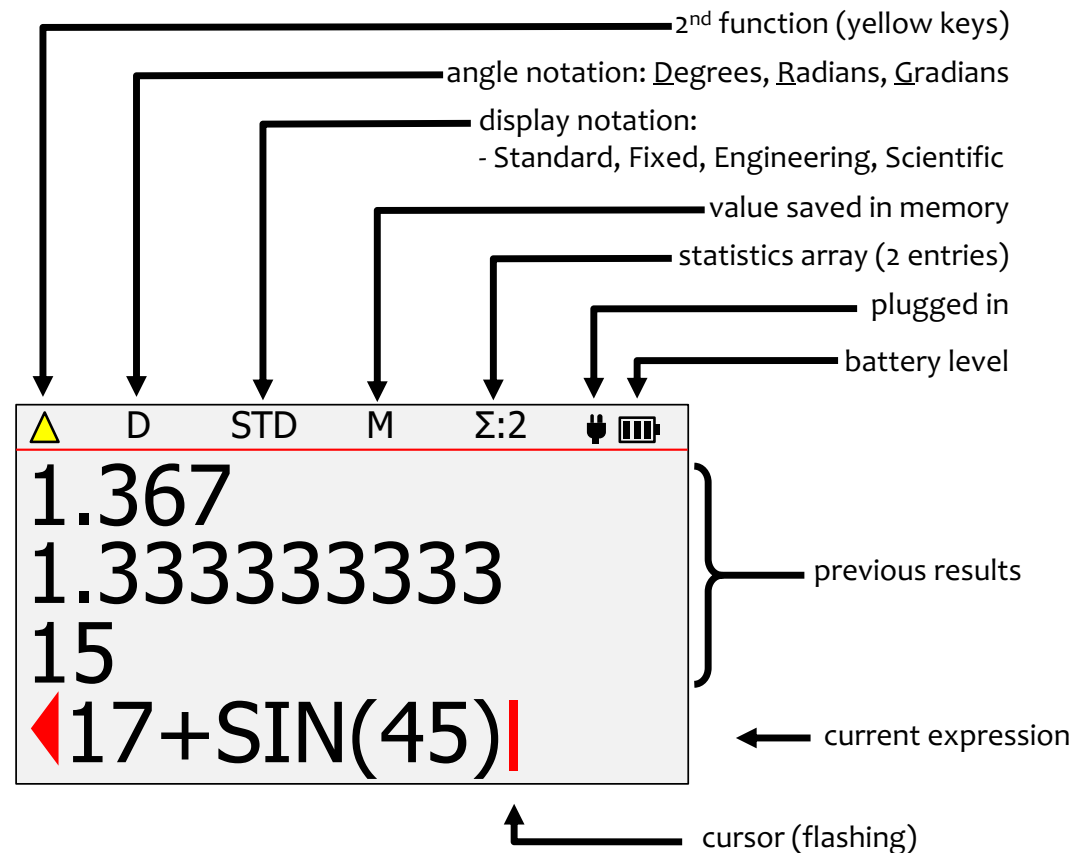 2nd function (yellow keys)
angle notation: Degrees, Radians, Gradians
display notation:
- Standard, Fixed, Engineering, Scientific
value saved in memory
statistics array (2 entries)
plugged in
battery level
D STD M Σ:2
1.367
1.333333333
previous results
15
17+SIN(45)
current expression
cursor (flashing)